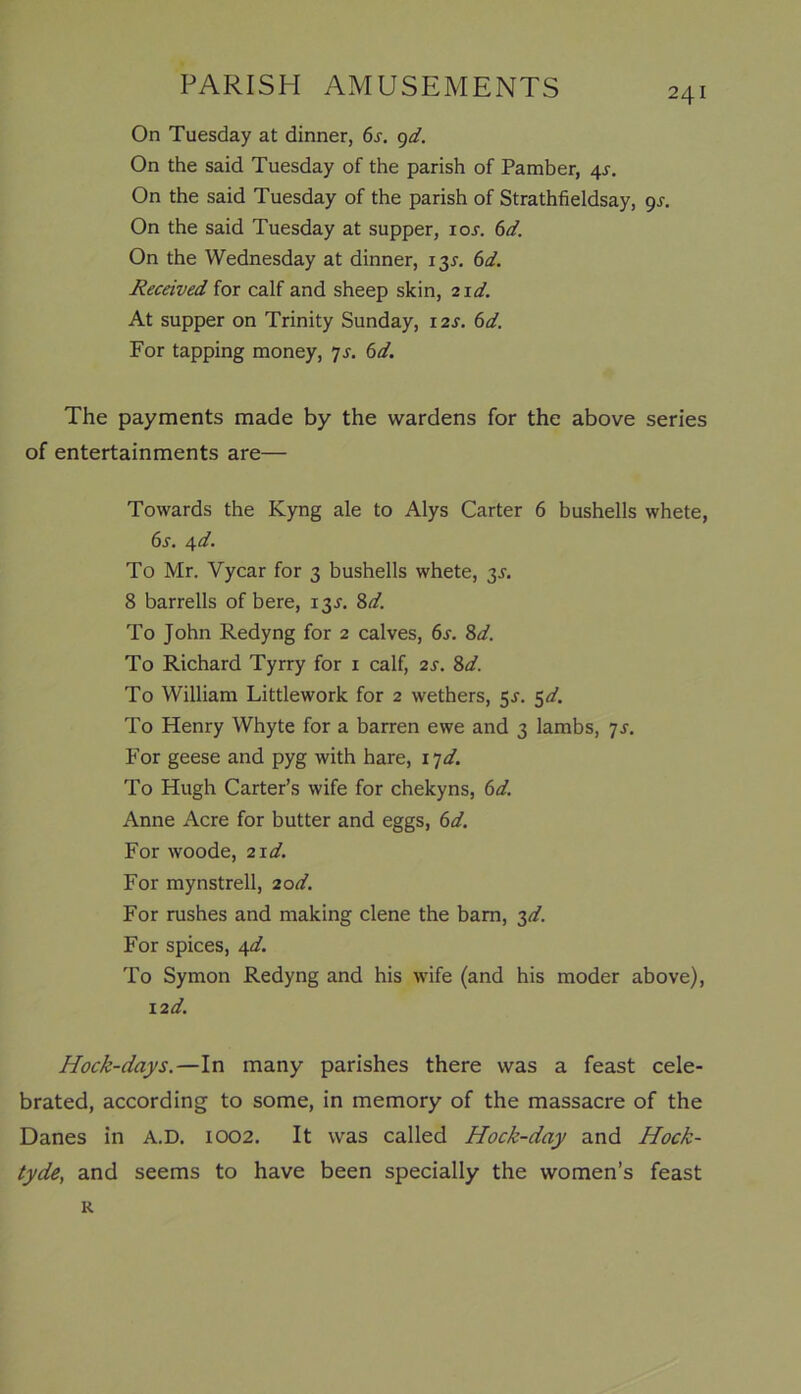 PARISH AMUSEMENTS
241
On Tuesday at dinner, 6s. 9d.
On the said Tuesday of the parish of Pamber, 4s.
On the said Tuesday of the parish of Strathfieldsay, 9s.
On the said Tuesday at supper, 10s. 6d.
On the Wednesday at dinner, 13s. 6d.
Received for calf and sheep skin, 21d.
At supper on Trinity Sunday, 12s. 6d.
For tapping money, 7s. 6d.
The payments made by the wardens for the above series
of entertainments are—
Towards the Kyng ale to Alys Carter 6 bushells whete,
6s. 4d.
To Mr. Vycar for 3 bushells whete, 3s.
8 barrells of bere, 13s. 8d.
To John Redyng for 2 calves, 6s. 8d.
To Richard Tyrry for 1 calf, 2s. 8d.
To William Littlework for 2 wethers, 5s. 5d.
To Henry Whyte for a barren ewe and 3 lambs, 7s.
For geese and pyg with hare, 17d.
To Hugh Carter's wife for chekyns, 6d.
Anne Acre for butter and eggs, 6d.
For woode, 21d.
For mynstrell, 20d.
For rushes and making clene the barn, 3d.
For spices, 4d.
To Symon Redyng and his wife (and his moder above),
12d.
Hock-days.—In many parishes there was a feast cele-
brated, according to some, in memory of the massacre of the
Danes in A.D. 1002. It was called Hock-day and Hock-
tyde, and seems to have been specially the women's feast
R